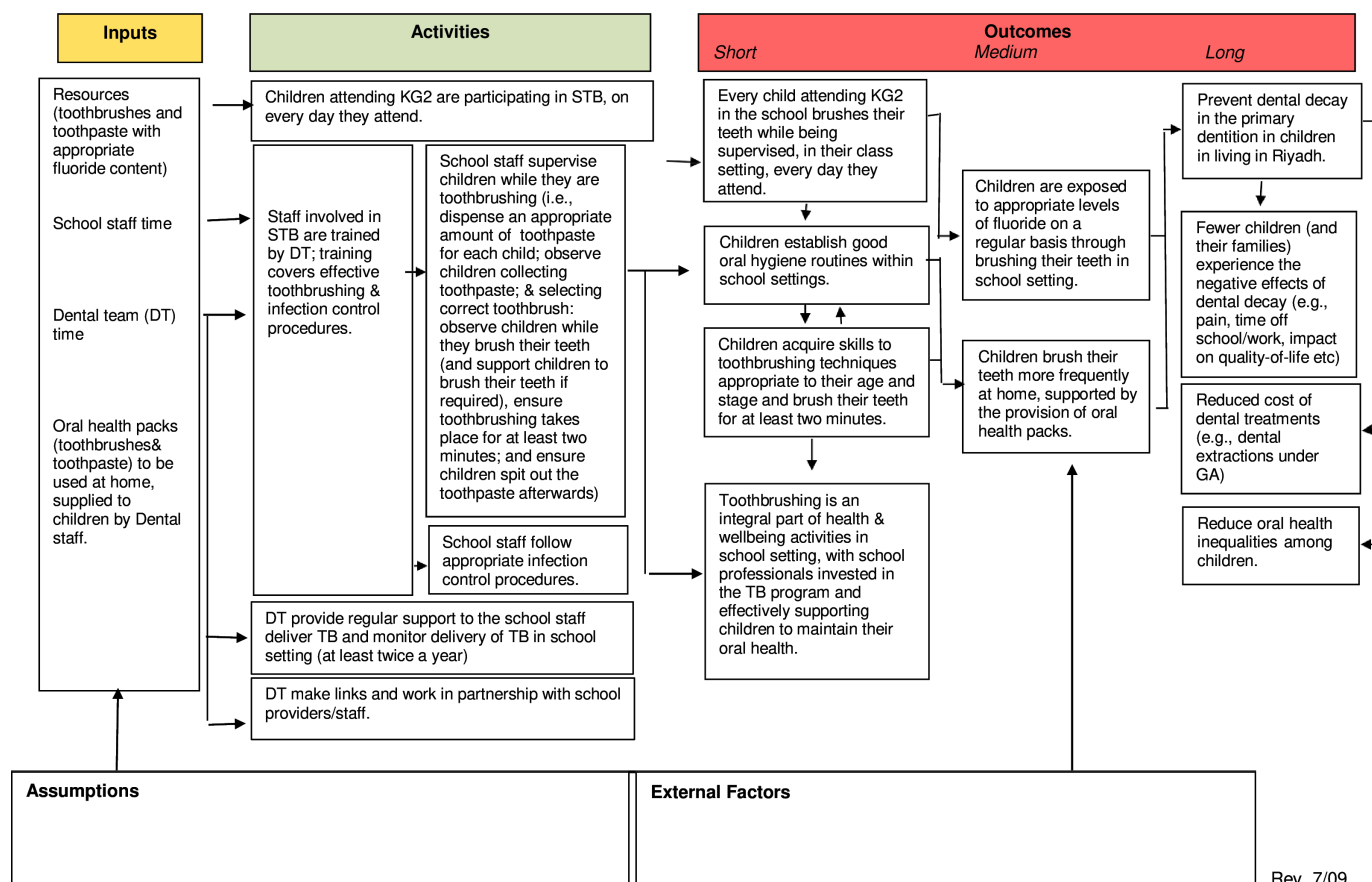 Inputs
Activities
Outcomes
Short
Medium
Long
Resources
(toothbrushes and
toothpaste with
appropriate
fluoride content)
School staff time
Dental team (DT)
time
Oral health packs
(toothbrushes&
toothpaste) to be
used at home,
supplied to
children by Dental
staff.
Children attending KG2 are participating in STB, on
every day they attend.
Staff involved in
STB are trained
by DT; training
covers effective
toothbrushing &
infection control
procedures.
School staff supervise
children while they are
toothbrushing (i.e.,
dispense an appropriate
amount of toothpaste
for each child; observe
children collecting
toothpaste; & selecting
correct toothbrush:
observe children while
they brush their teeth
(and support children to
brush their teeth if
required), ensure
toothbrushing takes
place for at least two
minutes; and ensure
children spit out the
toothpaste afterwards)
School staff follow
appropriate infection
control procedures.
DT provide regular support to the school staff
deliver TB and monitor delivery of TB in school
setting (at least twice a year)
DT make links and work in partnership with school
providers/staff.
Every child attending KG2
in the school brushes their
teeth while being
supervised, in their class
setting, every day they
attend.
Children establish good
oral hygiene routines within
school settings.
Children acquire skills to
toothbrushing techniques
appropriate to their age and
stage and brush their teeth
for at least two minutes.
Toothbrushing is an
integral part of health &
wellbeing activities in
school setting, with school
professionals invested in
the TB program and
effectively supporting
children to maintain their
oral health.
Children are exposed
to appropriate levels
of fluoride on a
regular basis through
brushing their teeth in
school setting.
Children brush their
teeth more frequently
at home, supported by
the provision of oral
health packs.
Prevent dental decay
in the primary
dentition in children
in living in Riyadh.
Fewer children (and
their families)
experience the
negative effects of
dental decay (e.g.,
pain, time off
school/work, impact
on quality-of-life etc)
Reduced cost of
dental treatments
(e.g., dental
extractions under
GA)
Reduce oral health
inequalities among
children.
Assumptions
External Factors
Rev. 7/09